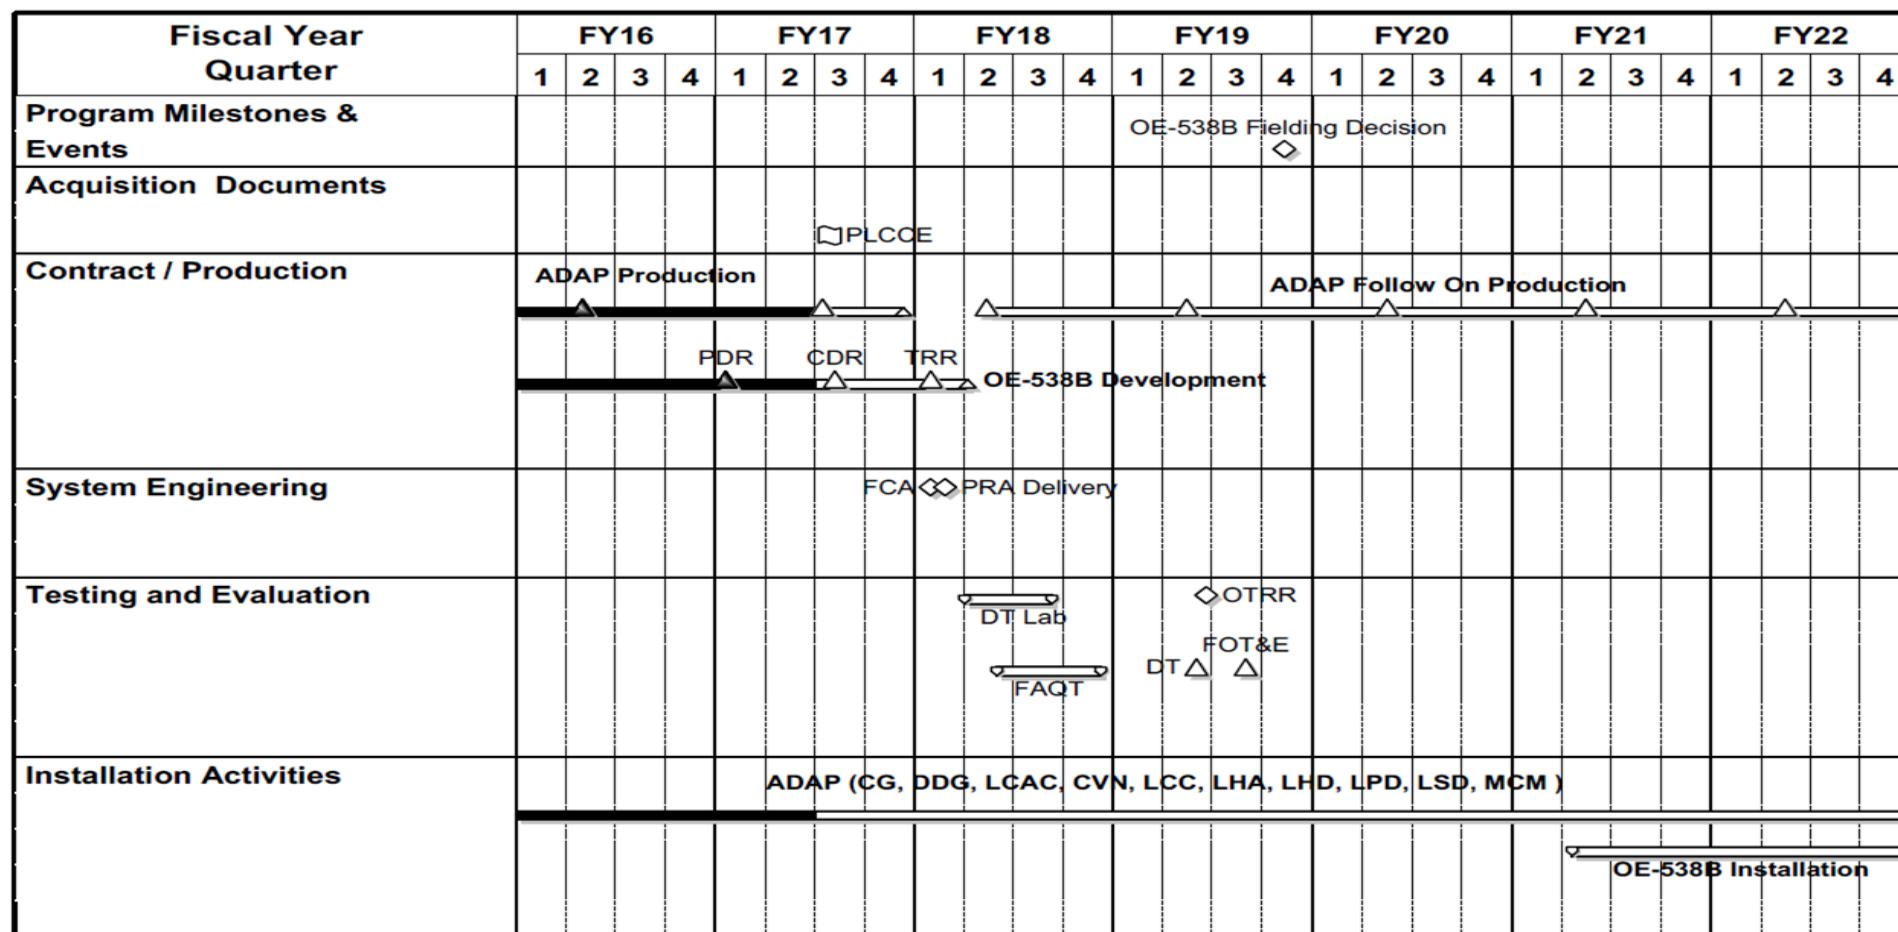 Fiscal Year FY16 FY17 FY18 FY19 FY20 FY21 FY22
Quarter 1 2 3 4 1 2 3 4 1 2 3 4 1 2 3 4 1 2 3 4 1 2 3 4 1 2 3 4
Program Milestones &
Events
OE-538B Fielding Decision
Acquisition Documents
PLCCE
Contract / Production
ADAP Production
ADAP Follow On Production
PDR CDR TRR
OE-538B Development
System Engineering
FCA PRA Delivery
Testing and Evaluation
OTRR
DT Lab
FOT&E
DT
FAQT
Installation Activities
ADAP (CG, DDG, LCAC, CVN, LCC, LHA, LHD, LPD, LSD, MCM )
OE-538B Installation